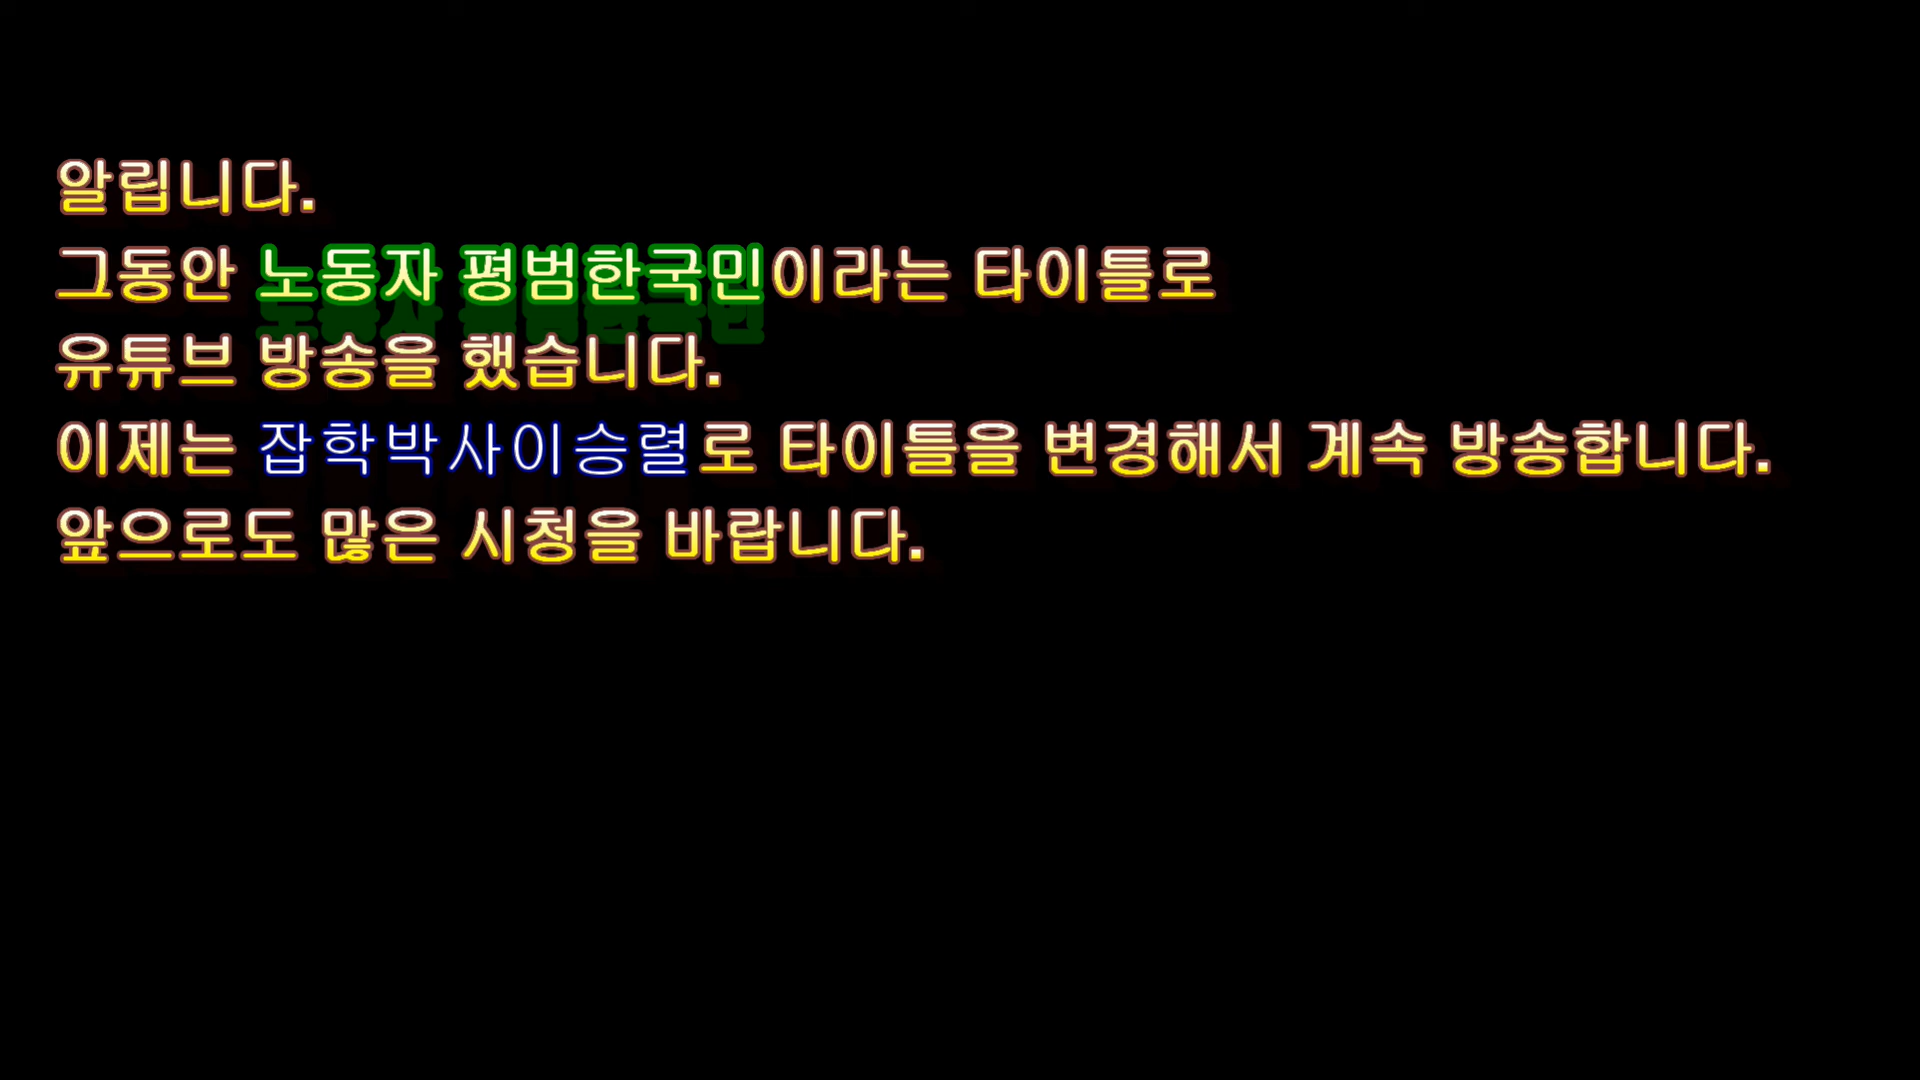 알립니다.
그동안 노동자 평범한국민이라는 타이틀로
유튜브 방송을 했습니다.
이제는 잡학박사이승렬로 타이틀을 변경해서 계속 방송합니다.
앞으로도 많은 시청을 바랍니다.